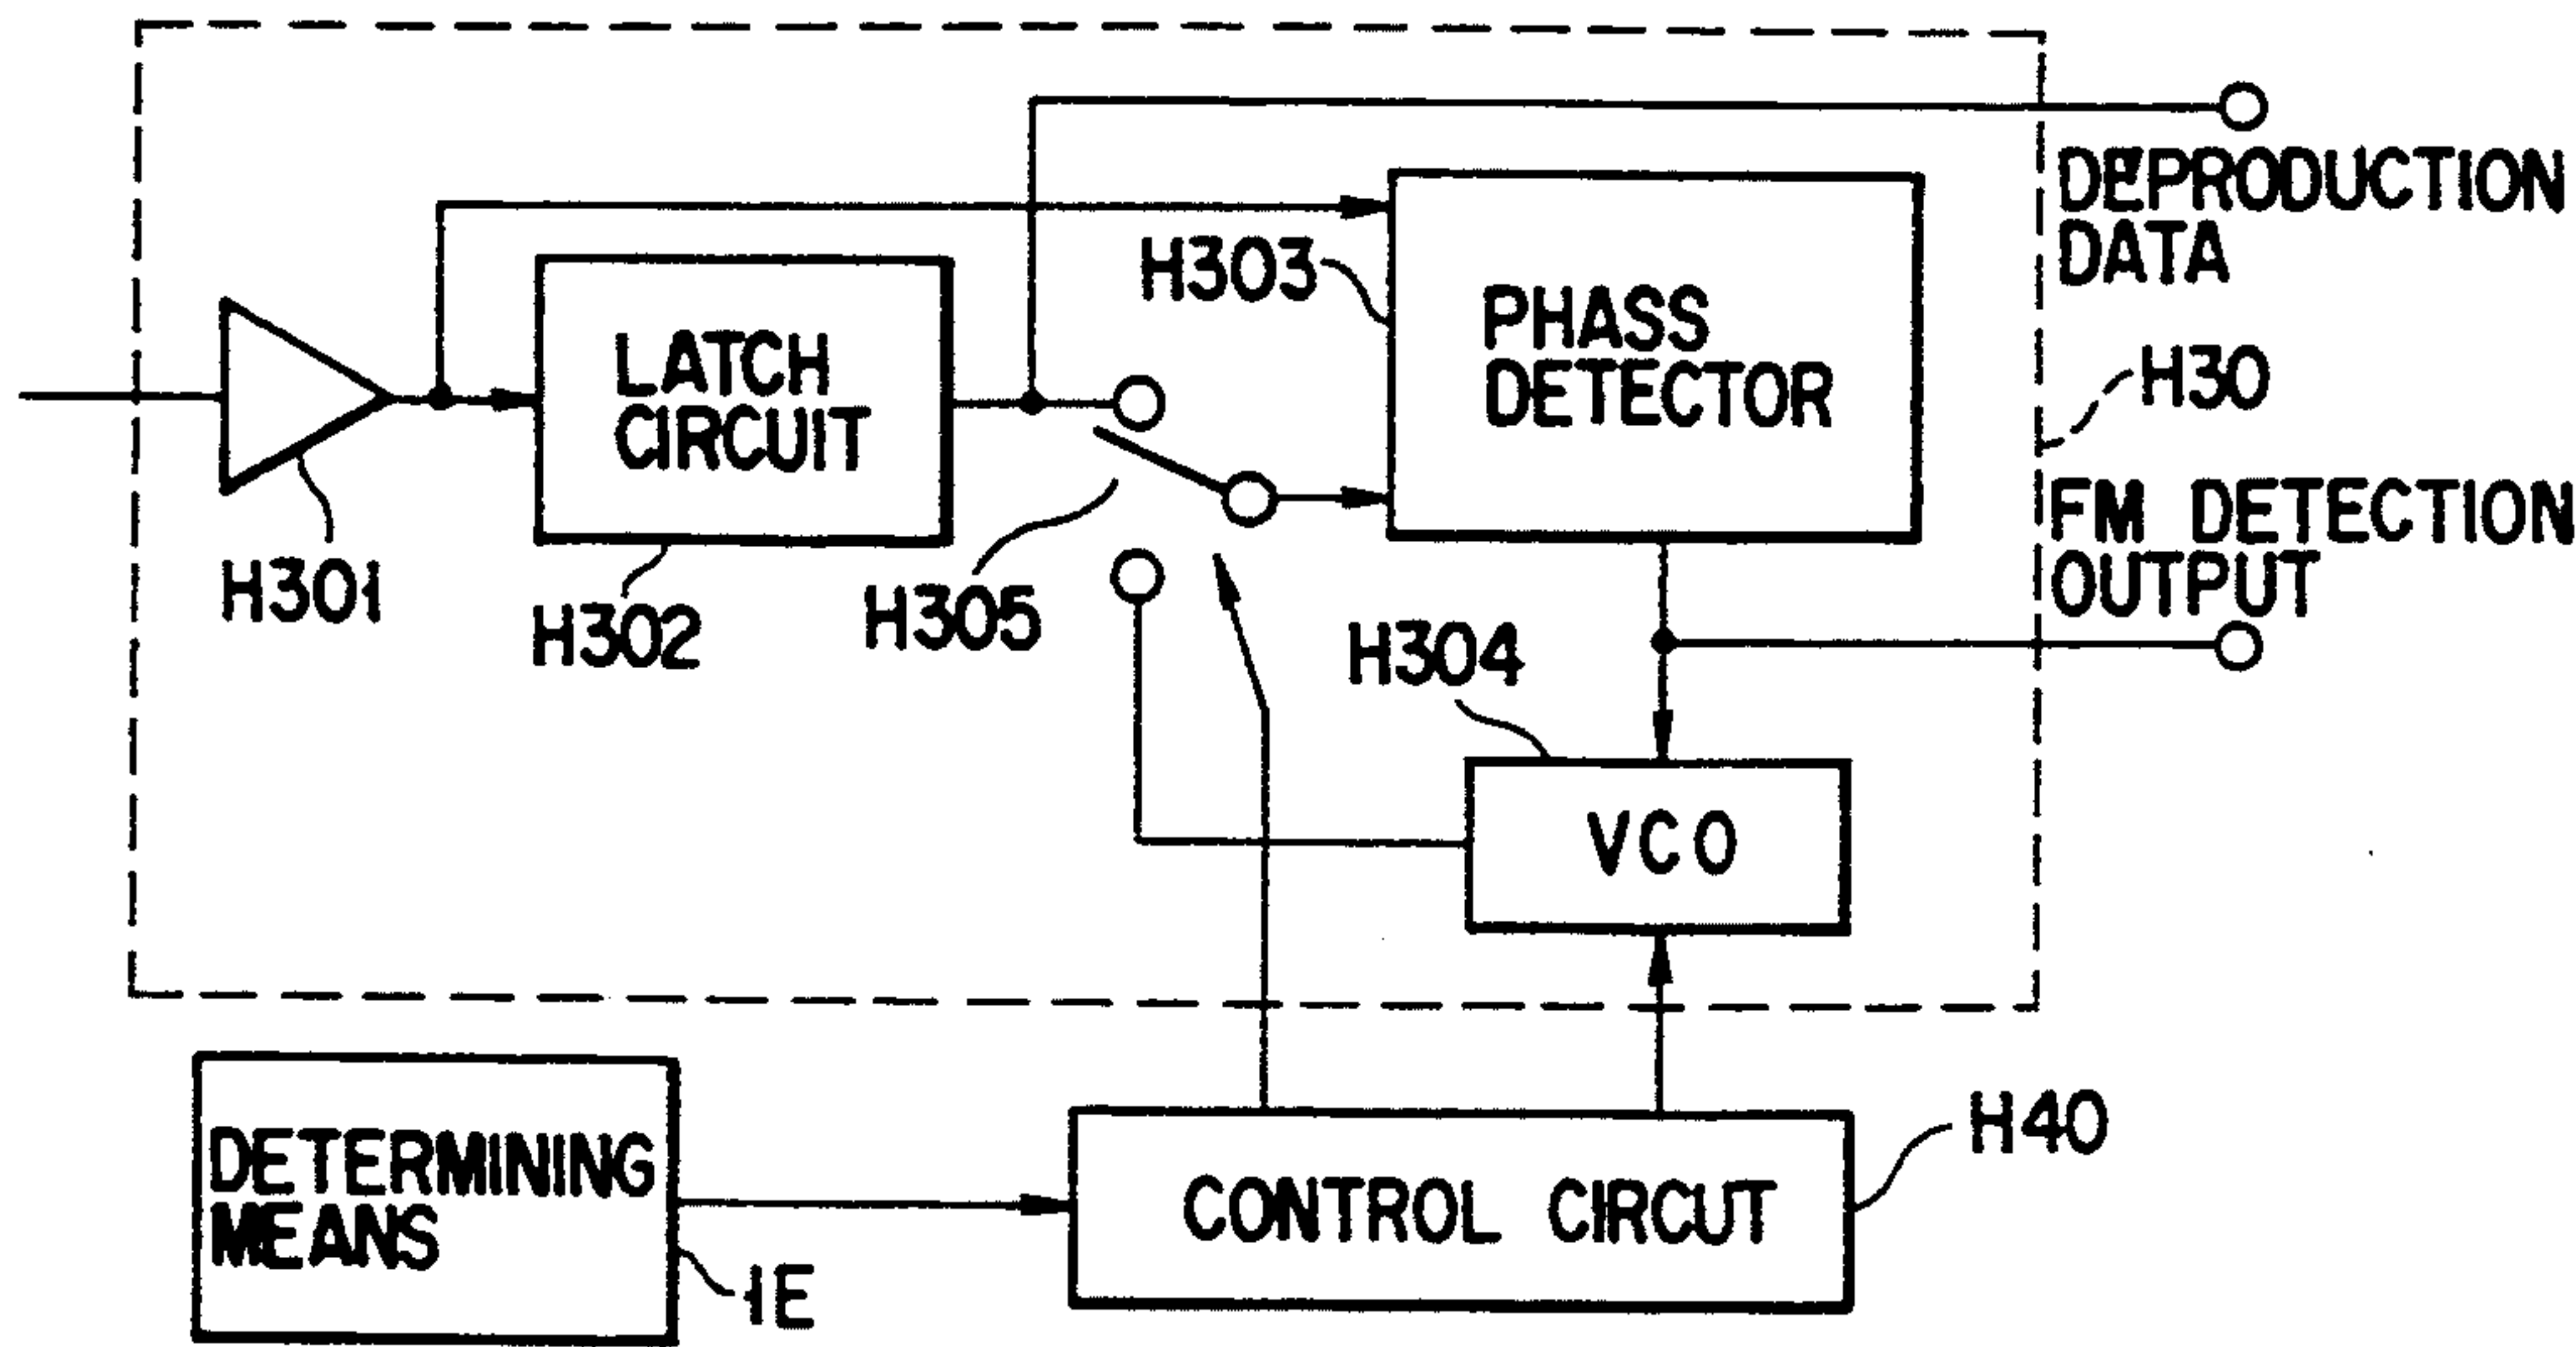 DEPRODUCTION
DATA
H303
PHASS
DETECTOR
LATCH
CIRCUIT
H30
FM DETECTION
OUTPUT
H301
H302
H305
H304
VCO
DETERMINING
MEANS
1E
CONTROL CIRCUT
H40